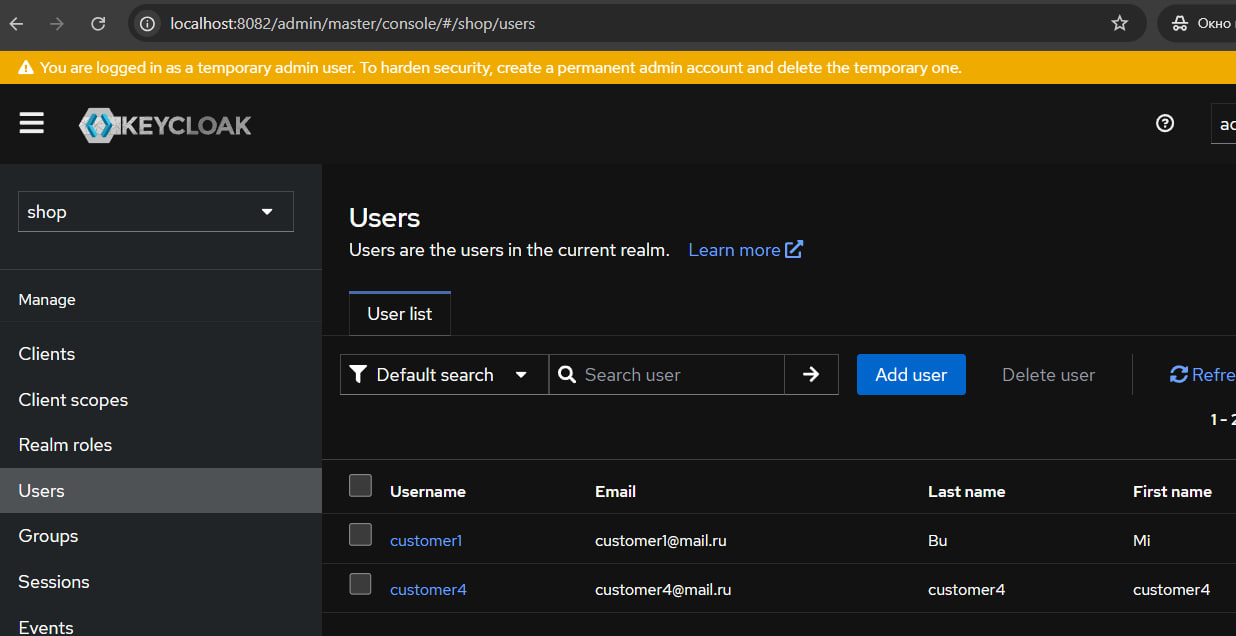 localhost:8082/admin/master/console/#/shop/users
Окно
You are logged in as a temporary admin user. To harden security, create a permanent admin account and delete the temporary one.
KEYCLOAK
ad
shop
Users
Users are the users in the current realm. Learn more
Manage
User list
Clients
Default search
Search user
Add user
Delete user
Refre
Client scopes
1 - 2
Realm roles
Users
Username Email Last name First name
Groups
customer1 customer1@mail.ru Bu Mi
Sessions
customer4 customer4@mail.ru customer4 customer4
Events